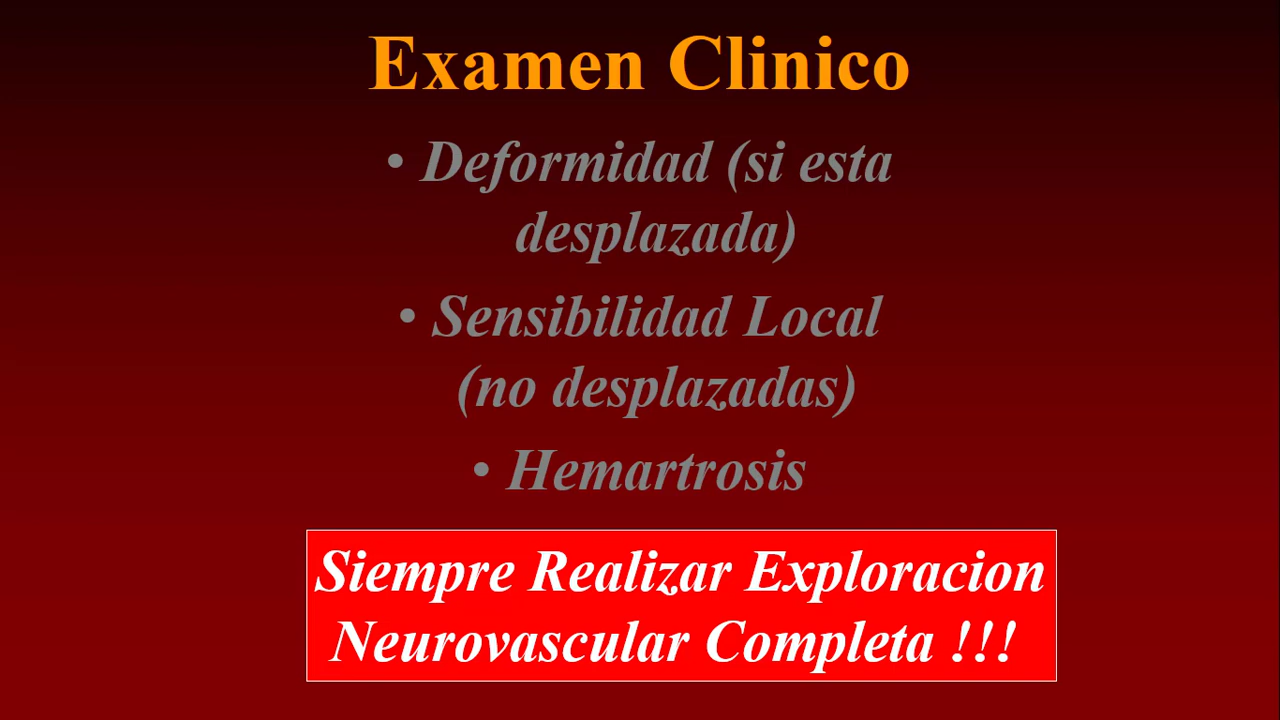 Examen Clinico
• Deformidad (si esta
desplazada)
• Sensibilidad Local
(no desplazadas)
• Hemartrosis
Siempre Realizar Exploracion
Neurovascular Completa !!!